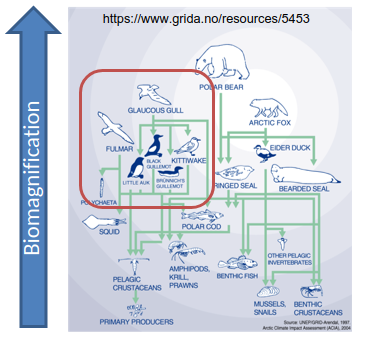 https://www.grida.no/resources/5453
Biomagnification
POLAR BEAR
GLAUCOUS GULL
ARCTIC FOX
FULMAR
BLACK
GUILLEMOT
KITTIWAKE
EIDER DUCK
LITTLE AUK
BRÜNNICH'S
GUILLEMOT
RINGED SEAL
BEARDED SEAL
POLYCHAETA
SQUID
POLAR COD
PELAGIC
CRUSTACEANS
AMPHIPODS,
KRILL,
PRAWNS
BENTHIC FISH
OTHER PELAGIC
INVERTEBRATES
PRIMARY PRODUCERS
MUSSELS,
SNAILS
BENTHIC
CRUSTACEANS
Source: UNEP/GRID-Arendal, 1997
Arctic Climate Impact Assessment (ACIA), 2004